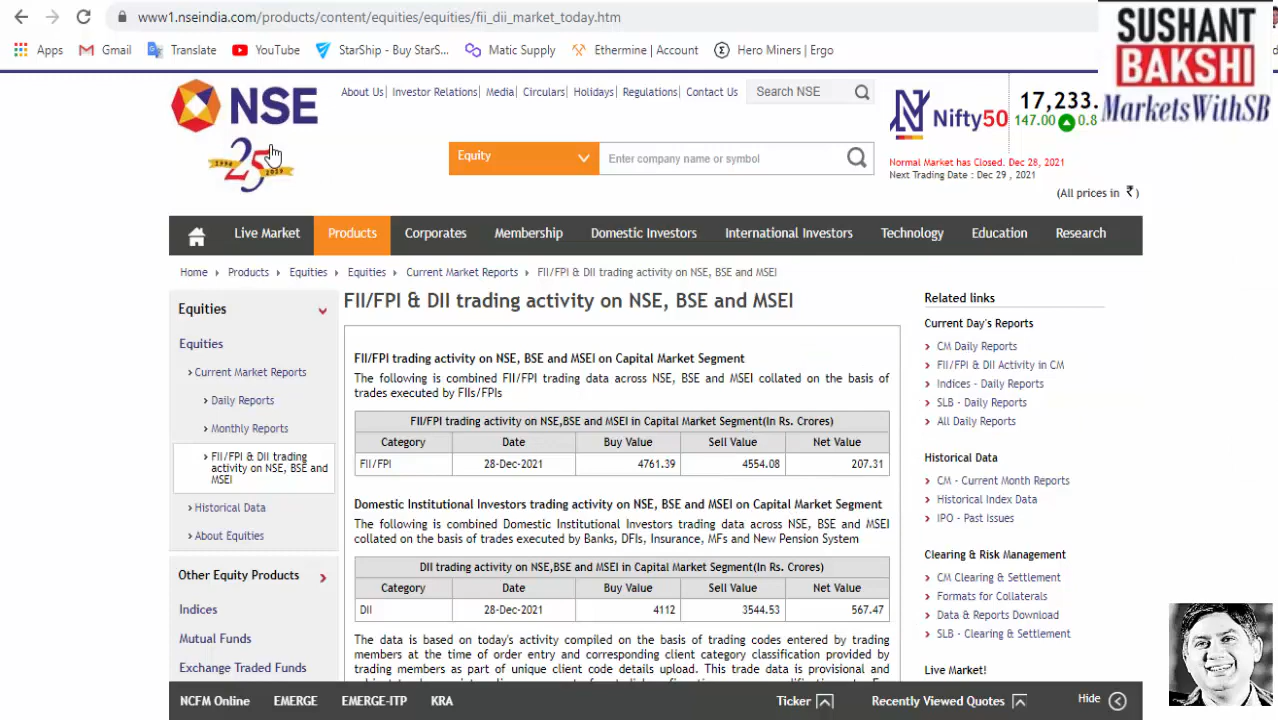 www1.nseindia.com/products/content/equities/equities/fii_dii_market_today.htm
Apps Gmail Translate YouTube StarShip - Buy StarS... Matic Supply Ethermine | Account Hero Miners | Ergo
SUSHANT
BAKSHI
MarketsWithSB
NSE
1994 25 2019
About Us Investor Relations Media Circulars Holidays Regulations Contact Us
Search NSE
Equity
Enter company name or symbol
Nifty50
17,233.
147.00 0.8
Normal Market has Closed. Dec 28, 2021
Next Trading Date : Dec 29 , 2021
(All prices in ₹)
Live Market Products Corporates Membership Domestic Investors International Investors Technology Education Research
Home Products Equities Equities Current Market Reports FII/FPI & DII trading activity on NSE, BSE and MSEI
Equities
Equities
Current Market Reports
Daily Reports
Monthly Reports
FII/FPI & DII trading
activity on NSE, BSE and
MSEI
Historical Data
About Equities
Other Equity Products
Indices
Mutual Funds
Exchange Traded Funds
FII/FPI & DII trading activity on NSE, BSE and MSEI
FII/FPI trading activity on NSE, BSE and MSEI on Capital Market Segment
The following is combined FII/FPI trading data across NSE, BSE and MSEI collated on the basis of
trades executed by FIIs/FPIs
FII/FPI trading activity on NSE,BSE and MSEI in Capital Market Segment(In Rs. Crores)
Category Date Buy Value Sell Value Net Value
FII/FPI 28-Dec-2021 4761.39 4554.08 207.31
Domestic Institutional Investors trading activity on NSE, BSE and MSEI on Capital Market Segment
The following is combined Domestic Institutional Investors trading data across NSE, BSE and MSEI
collated on the basis of trades executed by Banks, DFIs, Insurance, MFs and New Pension System
DII trading activity on NSE,BSE and MSEI in Capital Market Segment(In Rs. Crores)
Category Date Buy Value Sell Value Net Value
DII 28-Dec-2021 4112 3544.53 567.47
The data is based on today's activity compiled on the basis of trading codes entered by trading
members at the time of order entry and corresponding client category classification provided by
trading members as part of unique client code details upload. This trade data is provisional and
Related links
Current Day's Reports
CM Daily Reports
FII/FPI & DII Activity in CM
Indices - Daily Reports
SLB - Daily Reports
All Daily Reports
Historical Data
CM - Current Month Reports
Historical Index Data
IPO - Past Issues
Clearing & Risk Management
CM Clearing & Settlement
Formats for Collaterals
Data & Reports Download
SLB - Clearing & Settlement
Live Market!
NCFM Online EMERGE EMERGE-ITP KRA Ticker Recently Viewed Quotes Hide